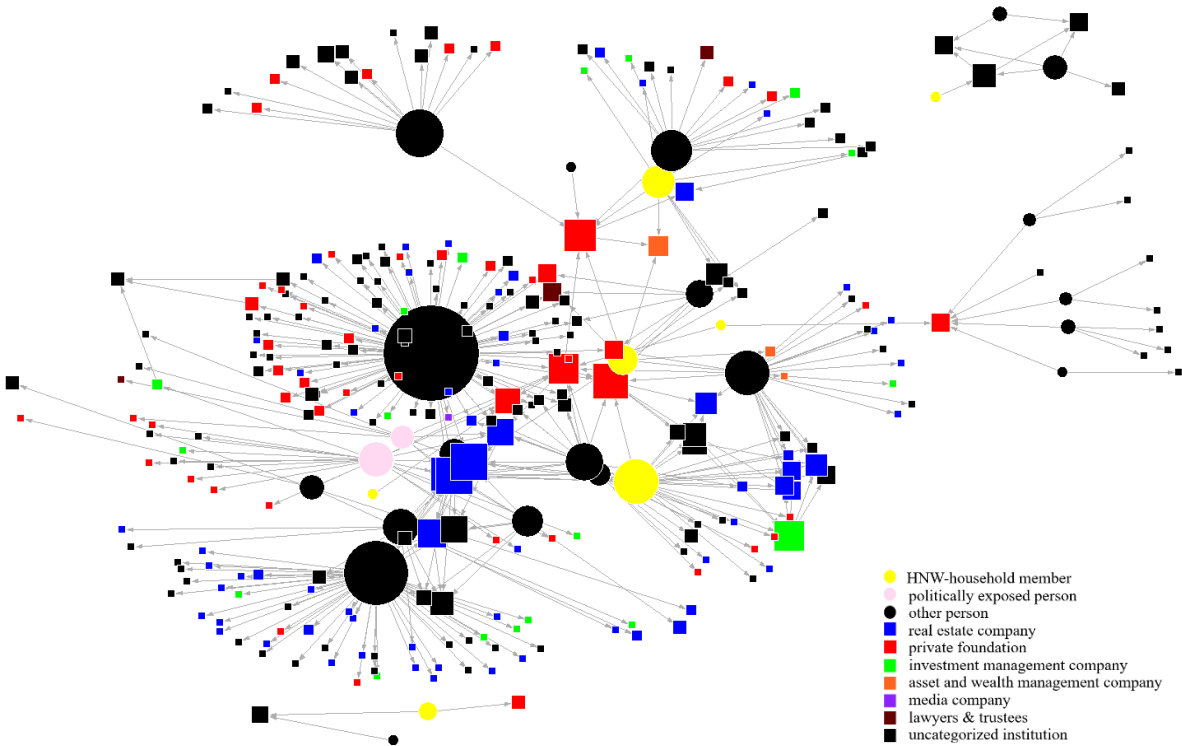 HNW-household member
politically exposed person
other person
real estate company
private foundation
investment management company
asset and wealth management company
media company
lawyers & trustees
uncategorized institution